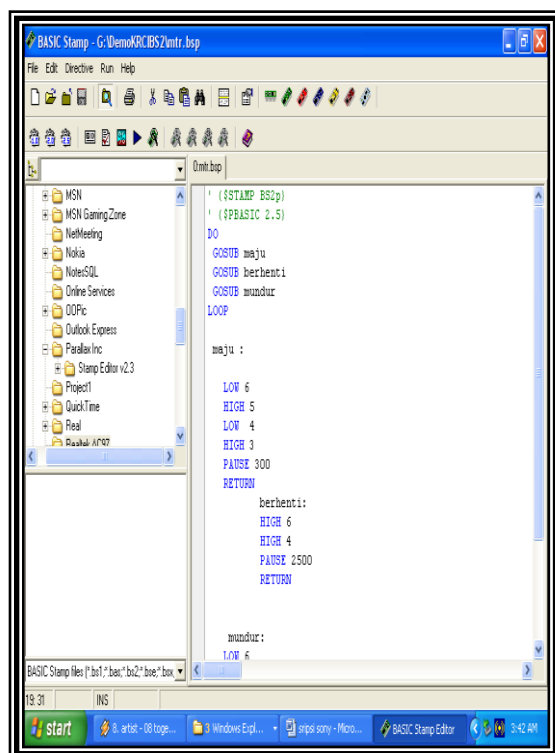 BASIC Stamp - G:\DemoKRCI\BS2\mtr.bsp
File Edit Directive Run Help
0:mtr.bsp
MSN
MSN Gaming Zone
NetMeeting
Nokia
NotesSQL
Online Services
OOPic
Outlook Express
Parallax Inc
Stamp Editor v2.3
Project1
QuickTime
Real
Realtek AC97
BASIC Stamp files (*.bs1;*.bas;*.bs2;*.bse;*.bsx,
' ($STAMP BS2p)
' ($PBASIC 2.5)
DO
GOSUB maju
GOSUB berhenti
GOSUB mundur
LOOP
maju :
LOW 6
HIGH 5
LOW 4
HIGH 3
PAUSE 300
RETURN
berhenti:
HIGH 6
HIGH 4
PAUSE 2500
RETURN
mundur:
LOW 6
19:31 INS
start 8. artist - 08 toge... 3 Windows Expl... sripsi sony - Micro... BASIC Stamp Editor 3:42 AM